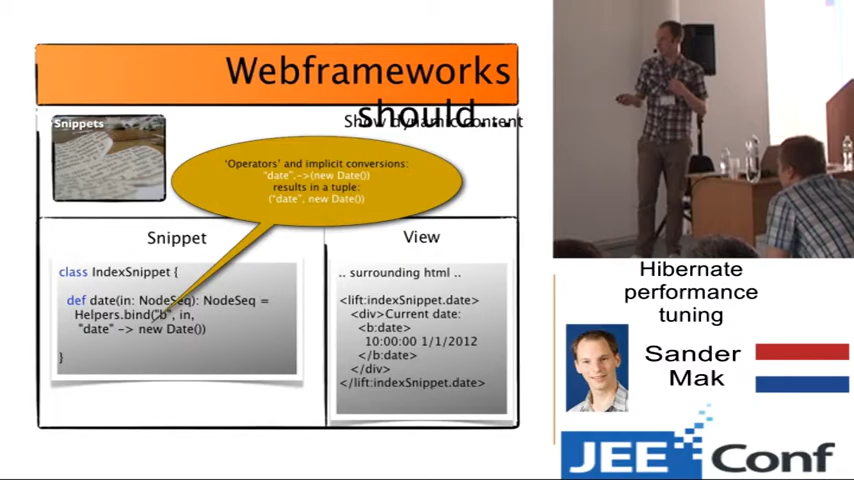 Webframeworks
should....
Show dynamic content
Snippets
'Operators' and implicit conversions:
"date".->(new Date())
results in a tuple:
("date", new Date())
Snippet
class IndexSnippet {
def date(in: NodeSeq): NodeSeq =
Helpers.bind("b", in,
"date" -> new Date())
}
View
.. surrounding html ..
<lift:indexSnippet.date>
<div>Current date:
<b:date>
10:00:00 1/1/2012
</b:date>
</div>
</lift:indexSnippet.date>
Hibernate
performance
tuning
Sander
Mak
JEE Conf